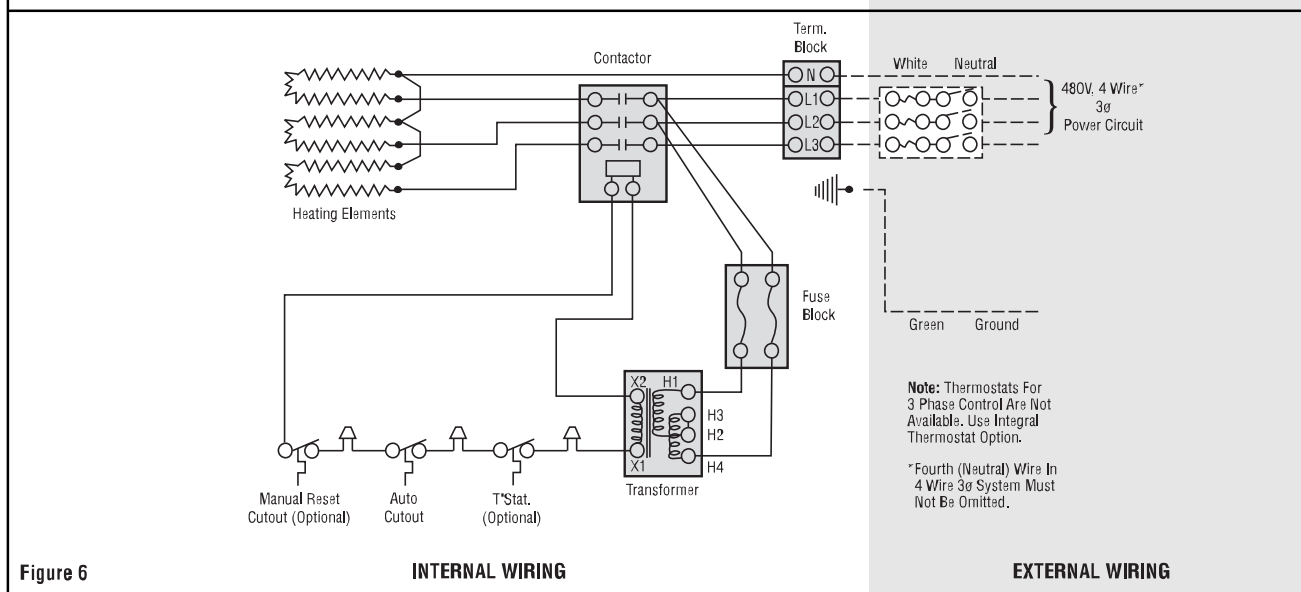 Term.
Block
Contactor
White Neutral
N
L1
L2
L3
480V, 4 Wire*
3ø
Power Circuit
Heating Elements
Fuse
Block
Green Ground
X2 H1
H3
H2
X1 H4
Transformer
Manual Reset
Cutout (Optional)
Auto
Cutout
T"Stat.
(Optional)
Note: Thermostats For
3 Phase Control Are Not
Available. Use Integral
Thermostat Option.
*Fourth (Neutral) Wire In
4 Wire 3ø System Must
Not Be Omitted.
Figure 6 INTERNAL WIRING EXTERNAL WIRING